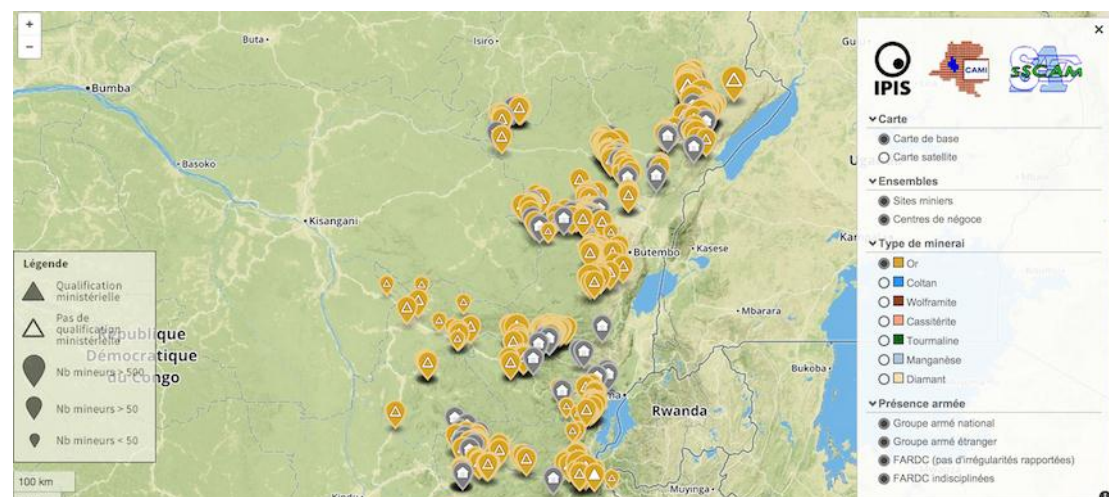 +
−
Buta
Isiro
Gu
Bumba
Basoko
Kisangani
Butembo
Kasese
Kar
Mbarara
Bukoba
République
Démocratique
du Congo
Rwanda
Muyinga
100 km
Légende
Qualification
ministérielle
Pas de
qualification
ministérielle
Nb mineurs > 500
Nb mineurs > 50
Nb mineurs < 50
×
IPIS
CAMI
Carte
Carte de base
Carte satellite
Ensembles
Sites miniers
Centres de négoce
Type de minerai
Or
Coltan
Wolframite
Cassitérite
Tourmaline
Manganèse
Diamant
Présence armée
Groupe armé national
Groupe armé étranger
FARDC (pas d'irrégularités rapportées)
FARDC indisciplinées